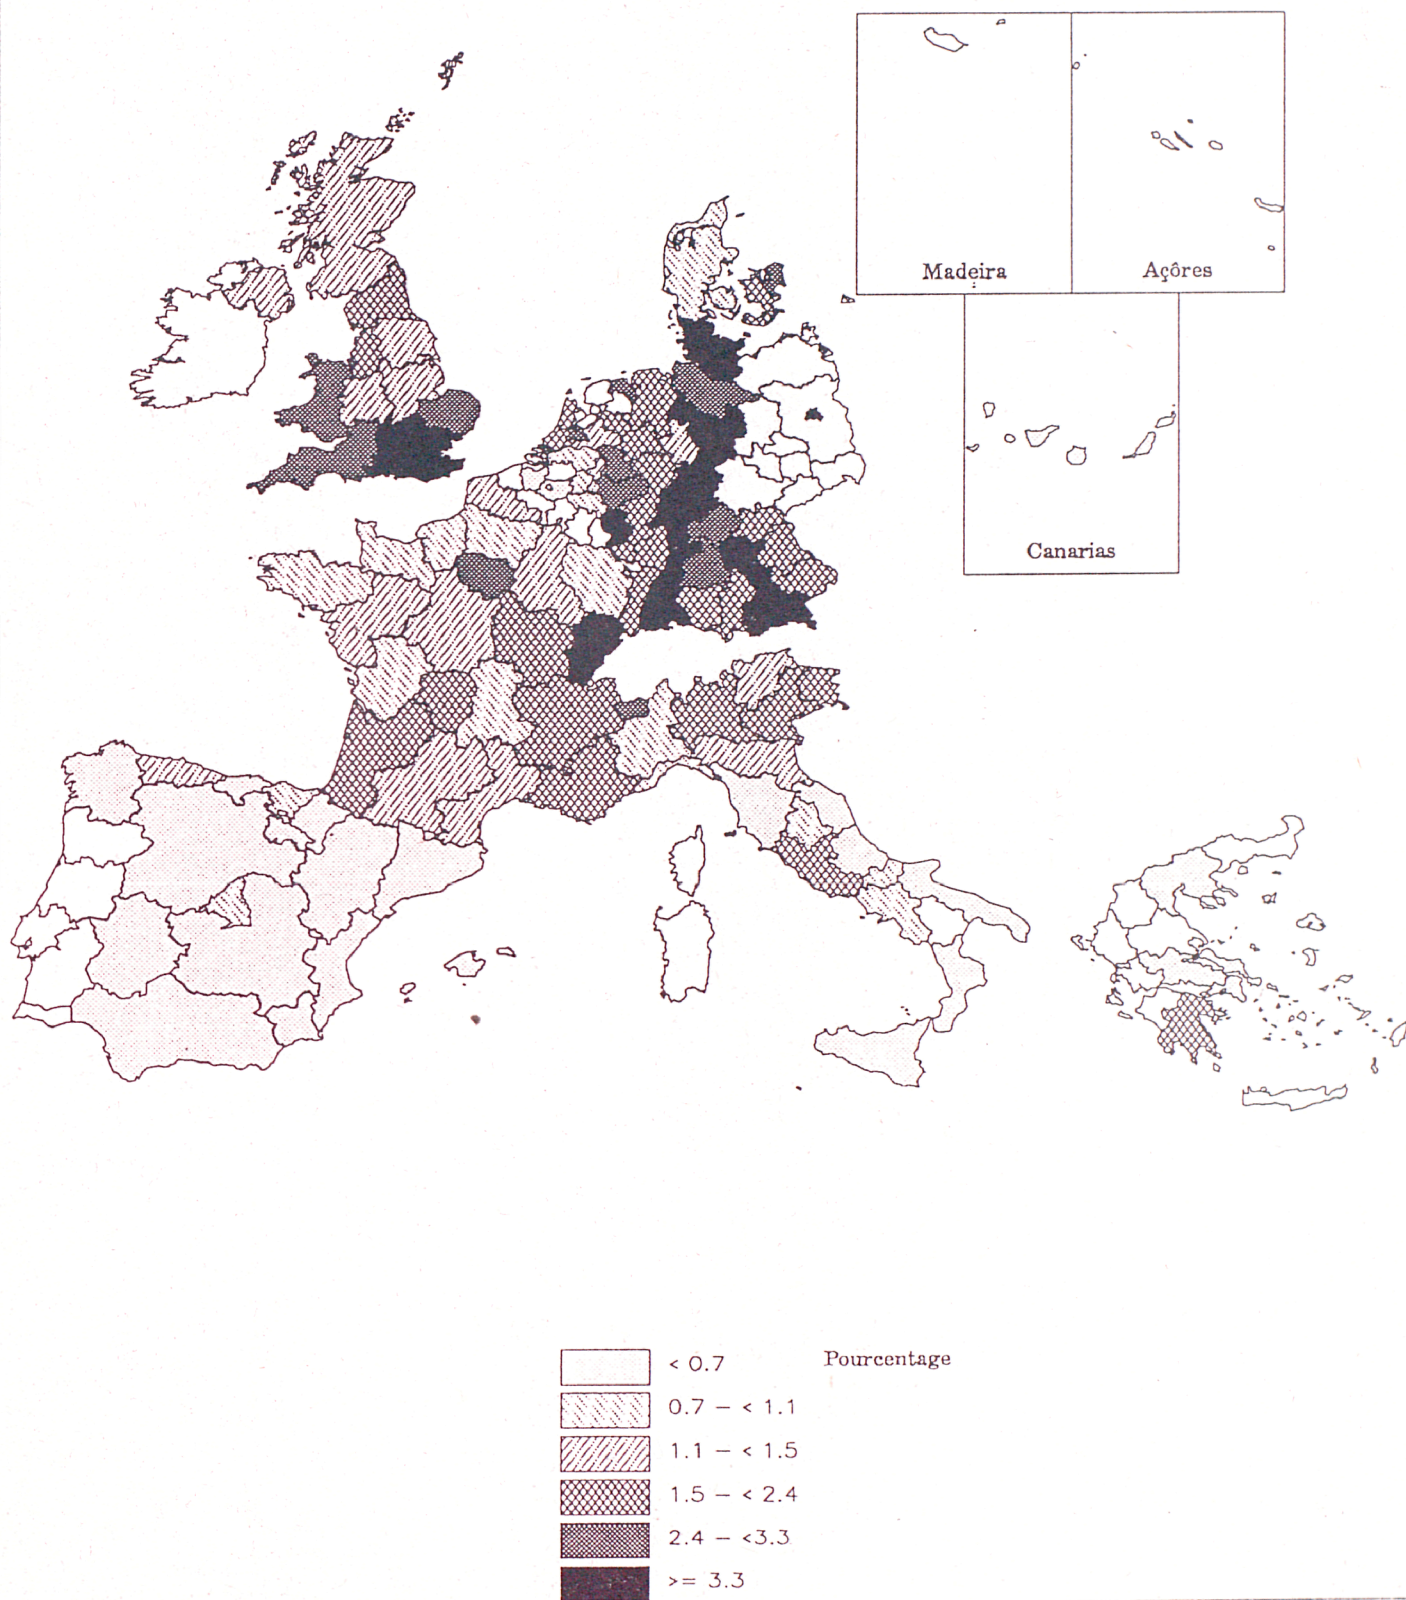 Madeira
Açôres
Canarias
Pourcentage
< 0.7
0.7 – < 1.1
1.1 – < 1.5
1.5 – < 2.4
2.4 – <3.3
>= 3.3